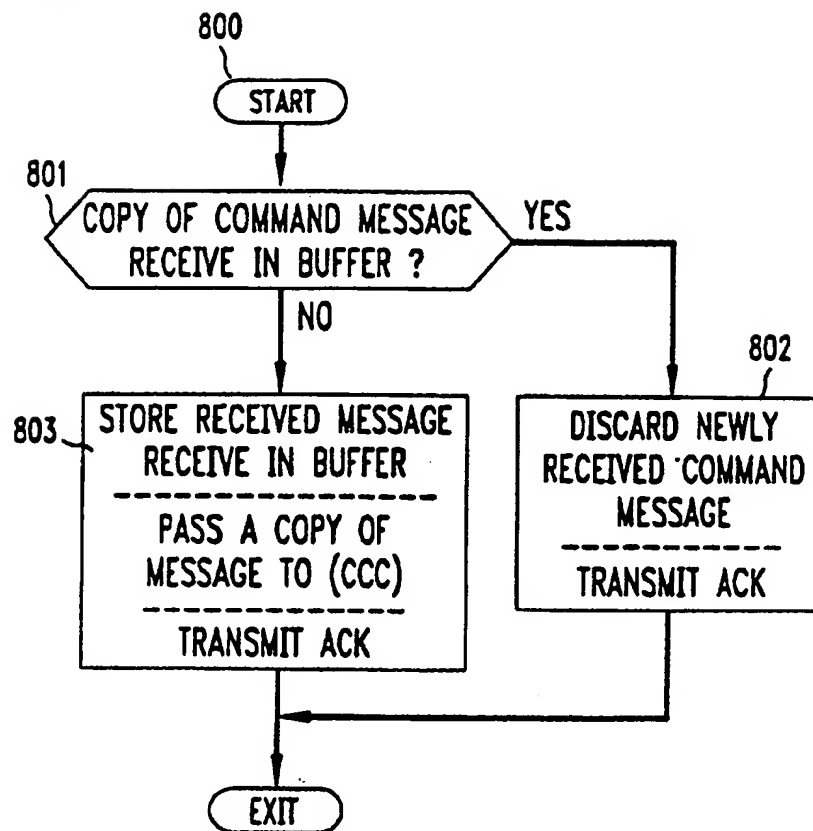 800
START
801
COPY OF COMMAND MESSAGE
RECEIVE IN BUFFER ?
YES
NO
803
STORE RECEIVED MESSAGE
RECEIVE IN BUFFER
PASS A COPY OF
MESSAGE TO (CCC)
TRANSMIT ACK
802
DISCARD NEWLY
RECEIVED COMMAND
MESSAGE
TRANSMIT ACK
EXIT